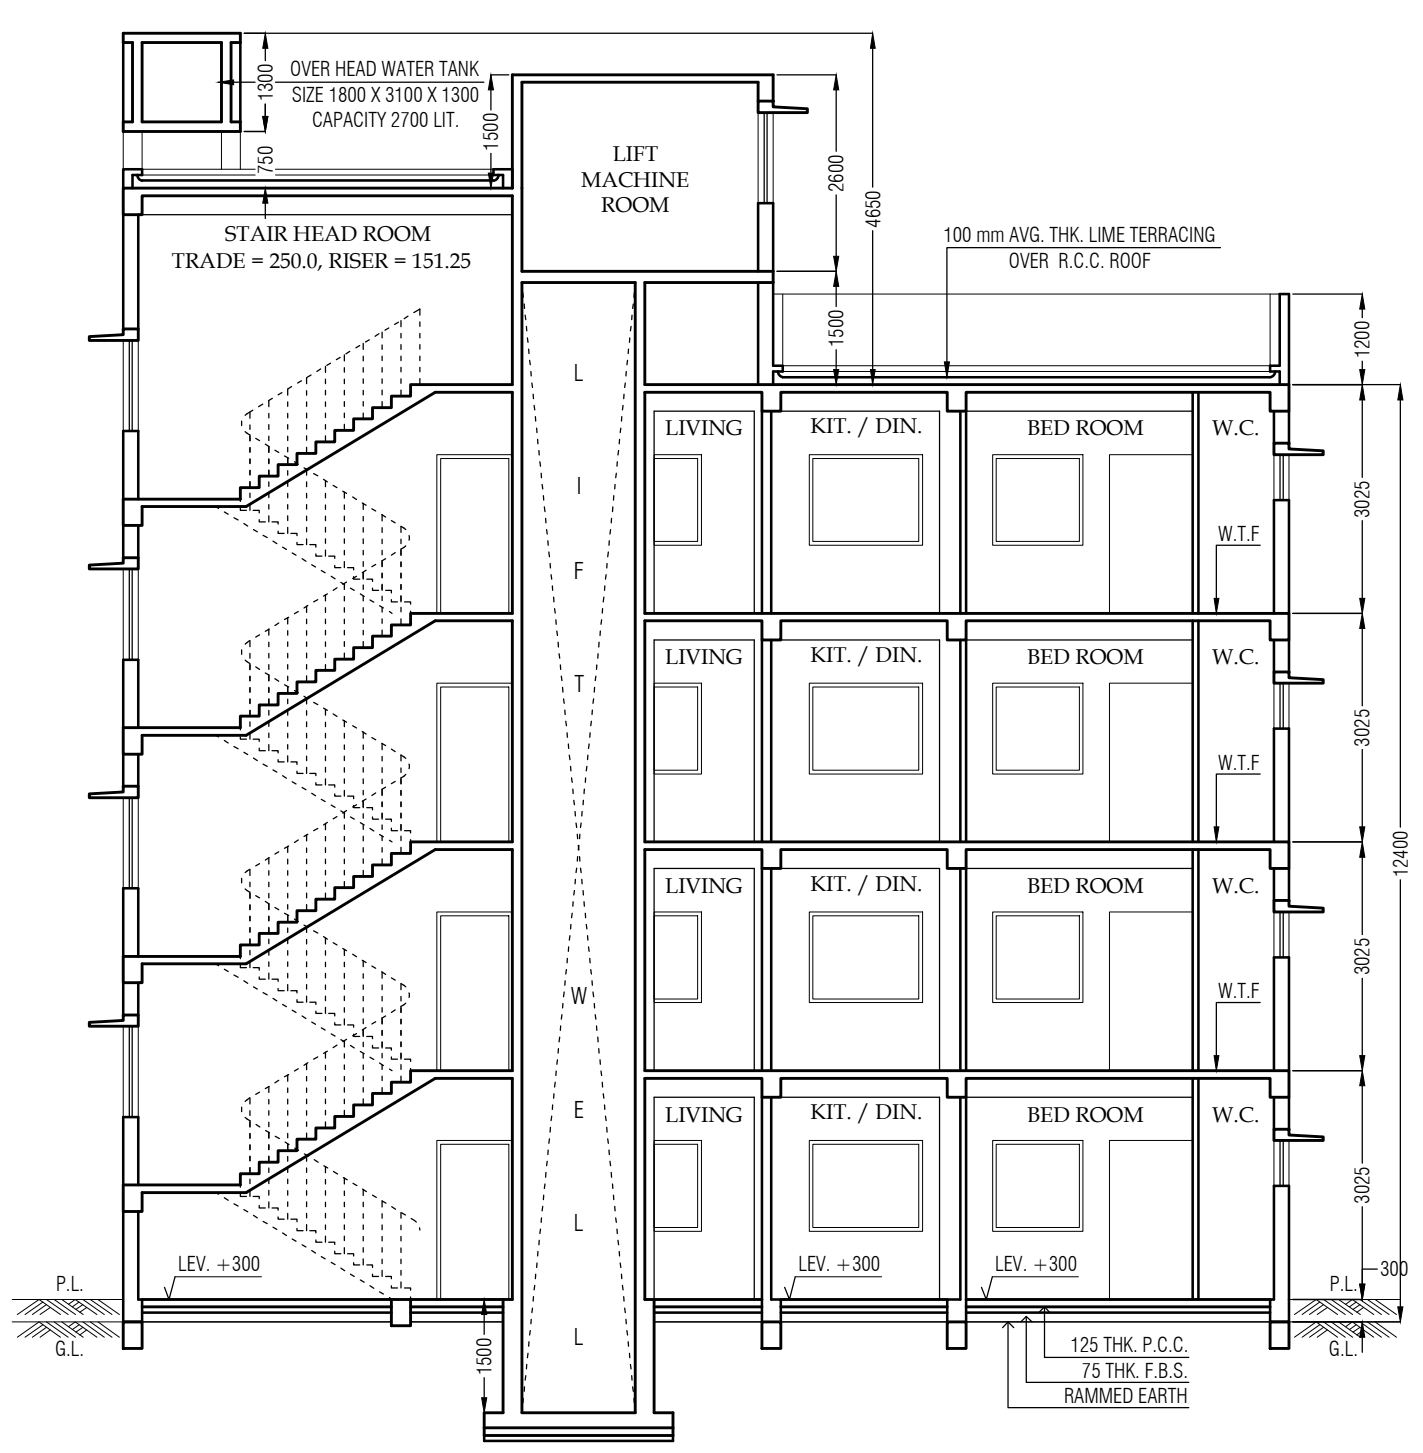 OVER HEAD WATER TANK
SIZE 1800 X 3100 X 1300
CAPACITY 2700 LIT.
1300
750
1500
LIFT
MACHINE
ROOM
2600
4650
1500
STAIR HEAD ROOM
TRADE = 250.0, RISER = 151.25
100 mm AVG. THK. LIME TERRACING
OVER R.C.C. ROOF
1200
L
I
F
T
W
E
L
L
LIVING
KIT. / DIN.
BED ROOM
W.C.
W.T.F
3025
LIVING
KIT. / DIN.
BED ROOM
W.C.
W.T.F
3025
12400
LIVING
KIT. / DIN.
BED ROOM
W.C.
W.T.F
3025
LIVING
KIT. / DIN.
BED ROOM
W.C.
3025
LEV. +300
LEV. +300
LEV. +300
300
P.L.
G.L.
P.L.
G.L.
1500
125 THK. P.C.C.
75 THK. F.B.S.
RAMMED EARTH